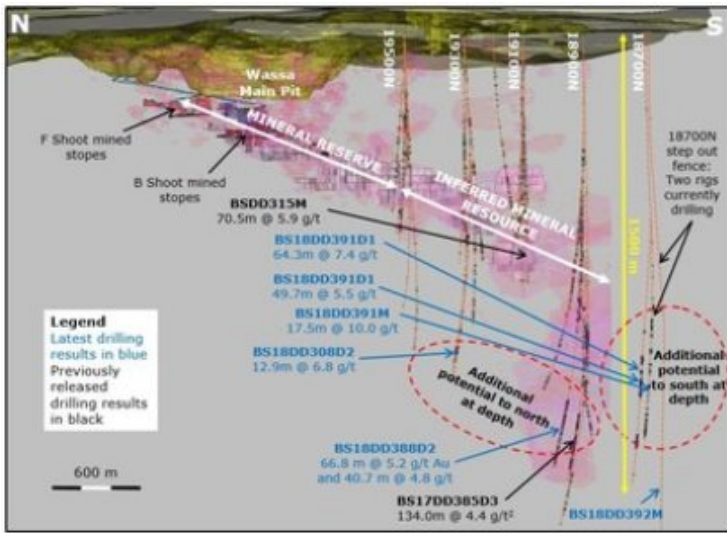 N
S
Wassa
Main Pit
19500N
19300N
19100N
18900N
18700N
F Shoot mined
stopes
B Shoot mined
stopes
MINERAL RESERVE
INFERRED MINERAL
RESOURCE
18700N
step out
fence:
Two rigs
currently
drilling
1500 m
BSDD315M
70.5m @ 5.9 g/t
BS18DD391D1
64.3m @ 7.4 g/t
BS18DD391D1
49.7m @ 5.5 g/t
BS18DD391M
17.5m @ 10.0 g/t
BS18DD308D2
12.9m @ 6.8 g/t
Legend
Latest drilling
results in blue
Previously
released
drilling results
in black
Additional
potential to north
at depth
Additional
potential
to south at
depth
BS18DD388D2
66.8 m @ 5.2 g/t Au
and 40.7 m @ 4.8 g/t
BS17DD385D3
134.0m @ 4.4 g/t²
BS18DD392M
600 m